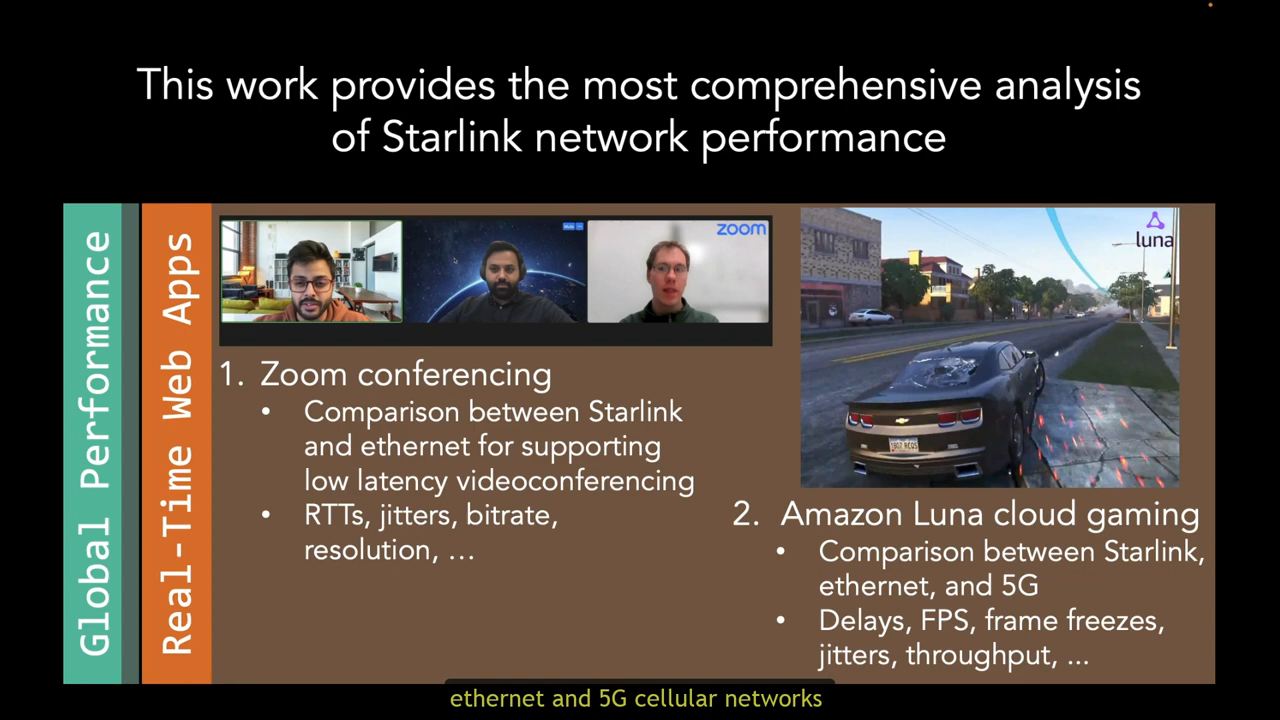 This work provides the most comprehensive analysis
of Starlink network performance
Global Performance
Real-Time Web Apps
zoom
luna
1. Zoom conferencing
• Comparison between Starlink
and ethernet for supporting
low latency videoconferencing
• RTTs, jitters, bitrate,
resolution, …
2. Amazon Luna cloud gaming
• Comparison between Starlink,
ethernet, and 5G
• Delays, FPS, frame freezes,
jitters, throughput, ...
ethernet and 5G cellular networks